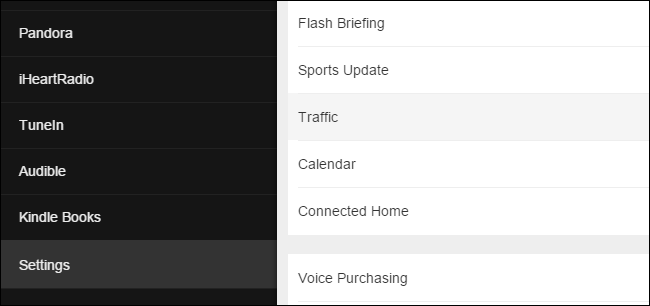 Pandora
iHeartRadio
TuneIn
Audible
Kindle Books
Settings
Flash Briefing
Sports Update
Traffic
Calendar
Connected Home
Voice Purchasing